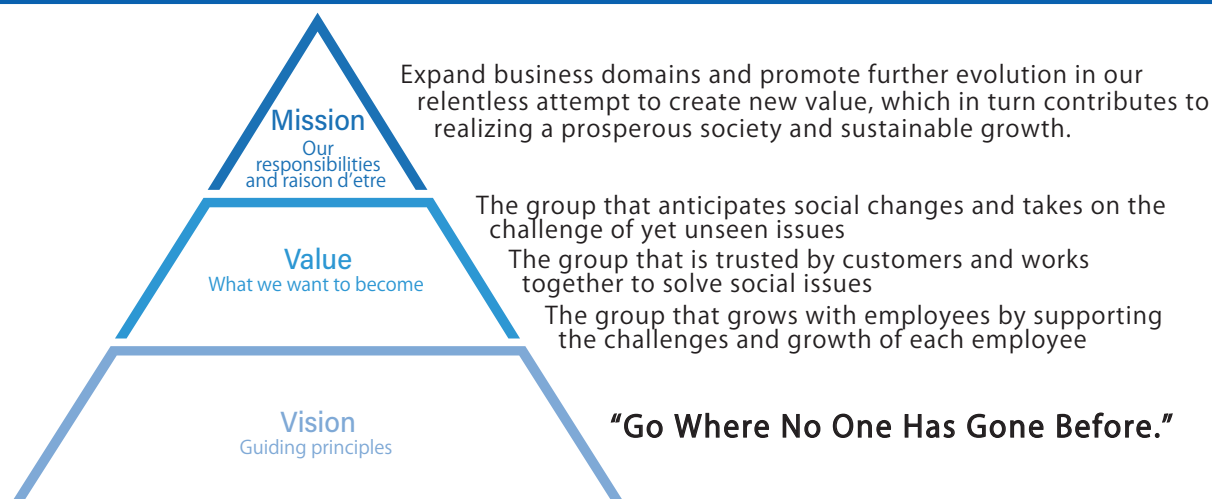 Mission
Our
responsibilities
and raison d’etre
Expand business domains and promote further evolution in our
relentless attempt to create new value, which in turn contributes to
realizing a prosperous society and sustainable growth.
Value
What we want to become
The group that anticipates social changes and takes on the
challenge of yet unseen issues
The group that is trusted by customers and works
together to solve social issues
The group that grows with employees by supporting
the challenges and growth of each employee
Vision
Guiding principles
“Go Where No One Has Gone Before.”